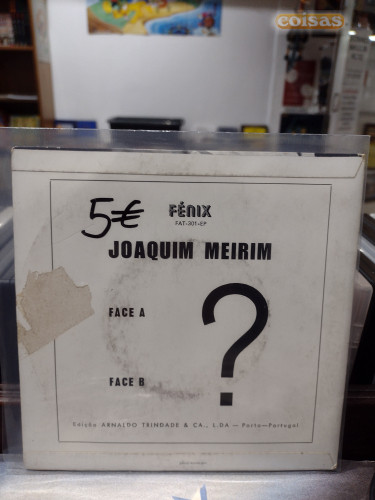 coisas
5€
FÉNIX
FAT-301-EP
JOAQUIM MEIRIM
FACE A
?
FACE B
Edição ARNALDO TRINDADE & CA., L.DA — Porto-Portugal